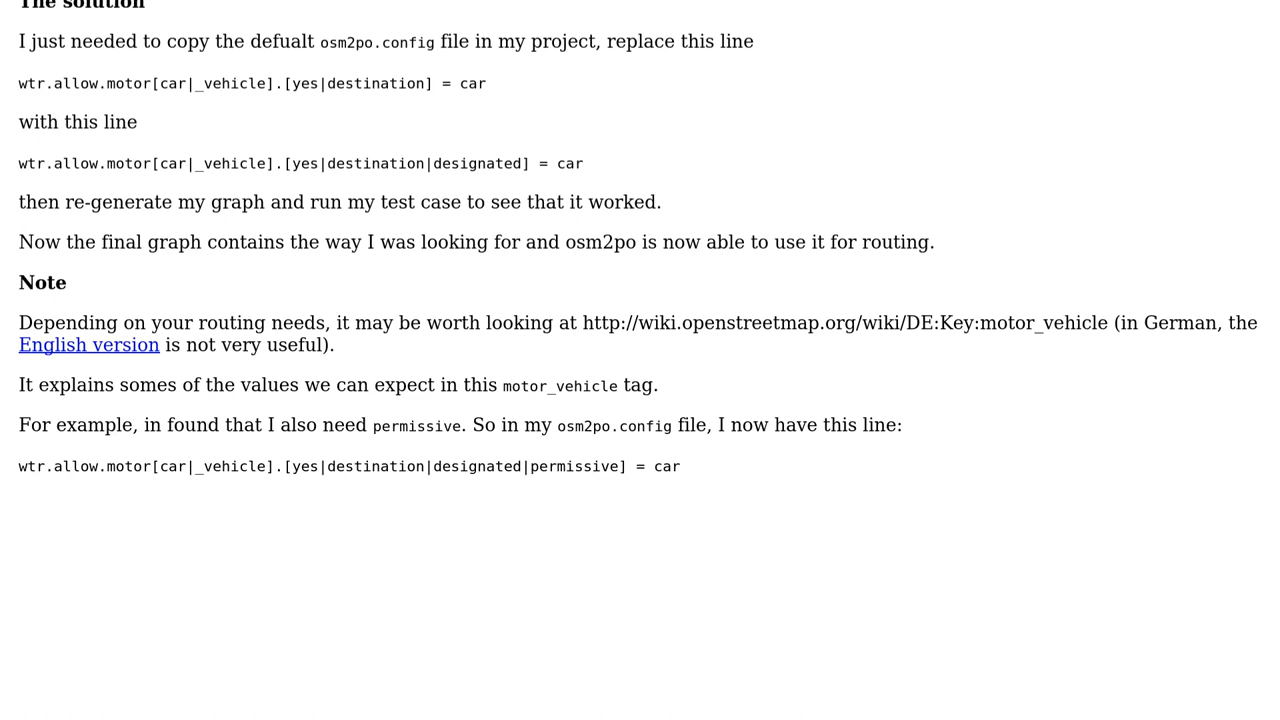 The solution
I just needed to copy the defualt osm2po.config file in my project, replace this line
wtr.allow.motor[car|_vehicle].[yes|destination] = car
with this line
wtr.allow.motor[car|_vehicle].[yes|destination|designated] = car
then re-generate my graph and run my test case to see that it worked.
Now the final graph contains the way I was looking for and osm2po is now able to use it for routing.
Note
Depending on your routing needs, it may be worth looking at http://wiki.openstreetmap.org/wiki/DE:Key:motor_vehicle (in German, the
English version is not very useful).
It explains somes of the values we can expect in this motor_vehicle tag.
For example, in found that I also need permissive. So in my osm2po.config file, I now have this line:
wtr.allow.motor[car|_vehicle].[yes|destination|designated|permissive] = car